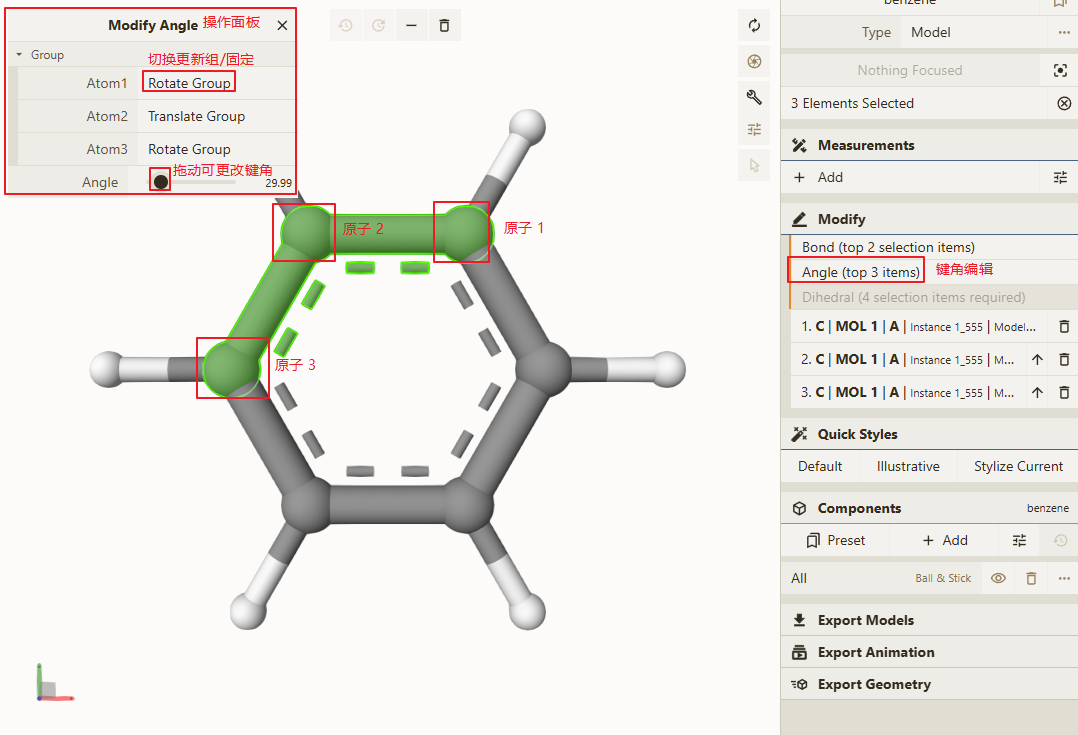 Modify Angle 操作面板
Group
切换更新组/固定
Atom1 Rotate Group
Atom2 Translate Group
Atom3 Rotate Group
拖动可更改键角
Angle 29.99
原子 2
原子 1
原子 3
benzene
Type Model
Nothing Focused
3 Elements Selected
Measurements
+ Add
Modify
Bond (top 2 selection items)
Angle (top 3 items) 键角编辑
Dihedral (4 selection items required)
1. C | MOL 1 | A | Instance 1_555 | Model...
2. C | MOL 1 | A | Instance 1_555 | M...
3. C | MOL 1 | A | Instance 1_555 | M...
Quick Styles
Default Illustrative Stylize Current
Components benzene
Preset + Add
All Ball & Stick
Export Models
Export Animation
Export Geometry